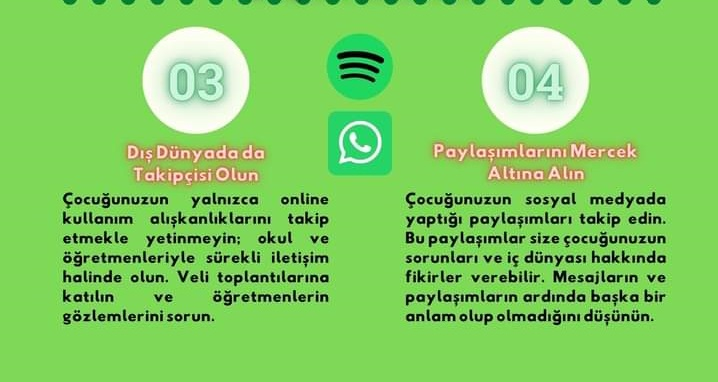 03
Dış Dünyada da
Takipçisi Olun
Çocuğunuzun yalnızca online
kullanım alışkanlıklarını takip
etmekle yetinmeyin; okul ve
öğretmenleriyle sürekli iletişim
halinde olun. Veli toplantılarına
katılın ve öğretmenlerin
gözlemlerini sorun.
04
Paylaşımlarını Mercek
Altına Alın
Çocuğunuzun sosyal medyada
yaptığı paylaşımları takip edin.
Bu paylaşımlar size çocuğunuzun
sorunları ve iç dünyası hakkında
fikirler verebilir. Mesajların ve
paylaşımların ardında başka bir
anlam olup olmadığını düşünün.